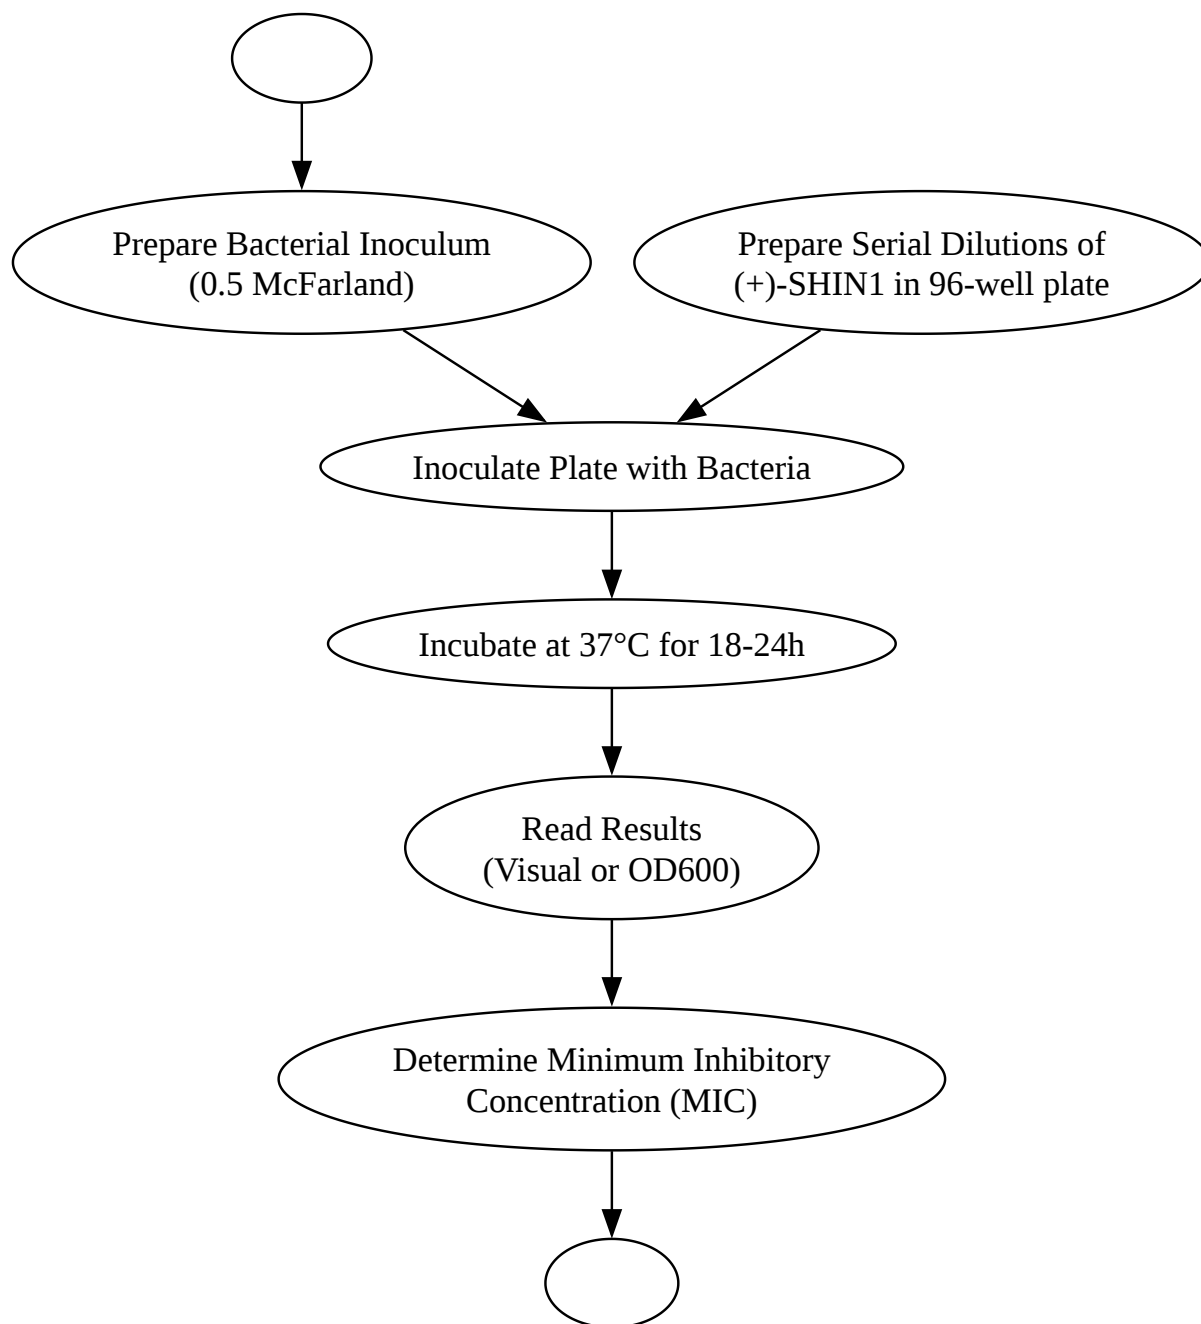 Prepare Bacterial Inoculum
(0.5 McFarland)
Prepare Serial Dilutions of
(+)-SHIN1 in 96-well plate
Inoculate Plate with Bacteria
Incubate at 37°C for 18-24h
Read Results
(Visual or OD600)
Determine Minimum Inhibitory
Concentration (MIC)